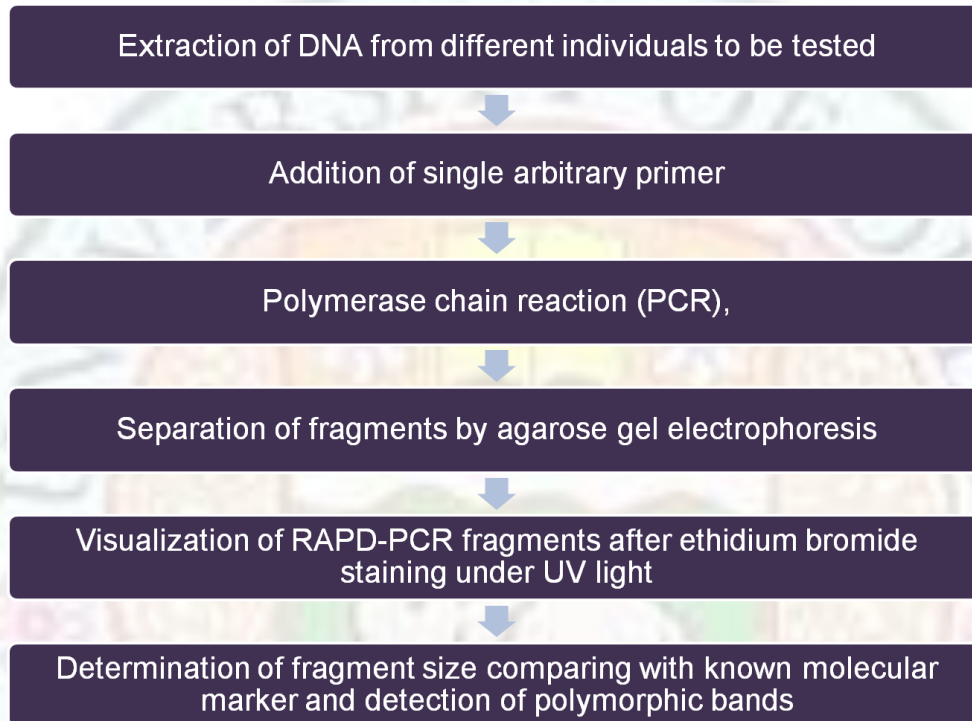 Extraction of DNA from different individuals to be tested
Addition of single arbitrary primer
Polymerase chain reaction (PCR),
Separation of fragments by agarose gel electrophoresis
Visualization of RAPD-PCR fragments after ethidium bromide
staining under UV light
Determination of fragment size comparing with known molecular
marker and detection of polymorphic bands